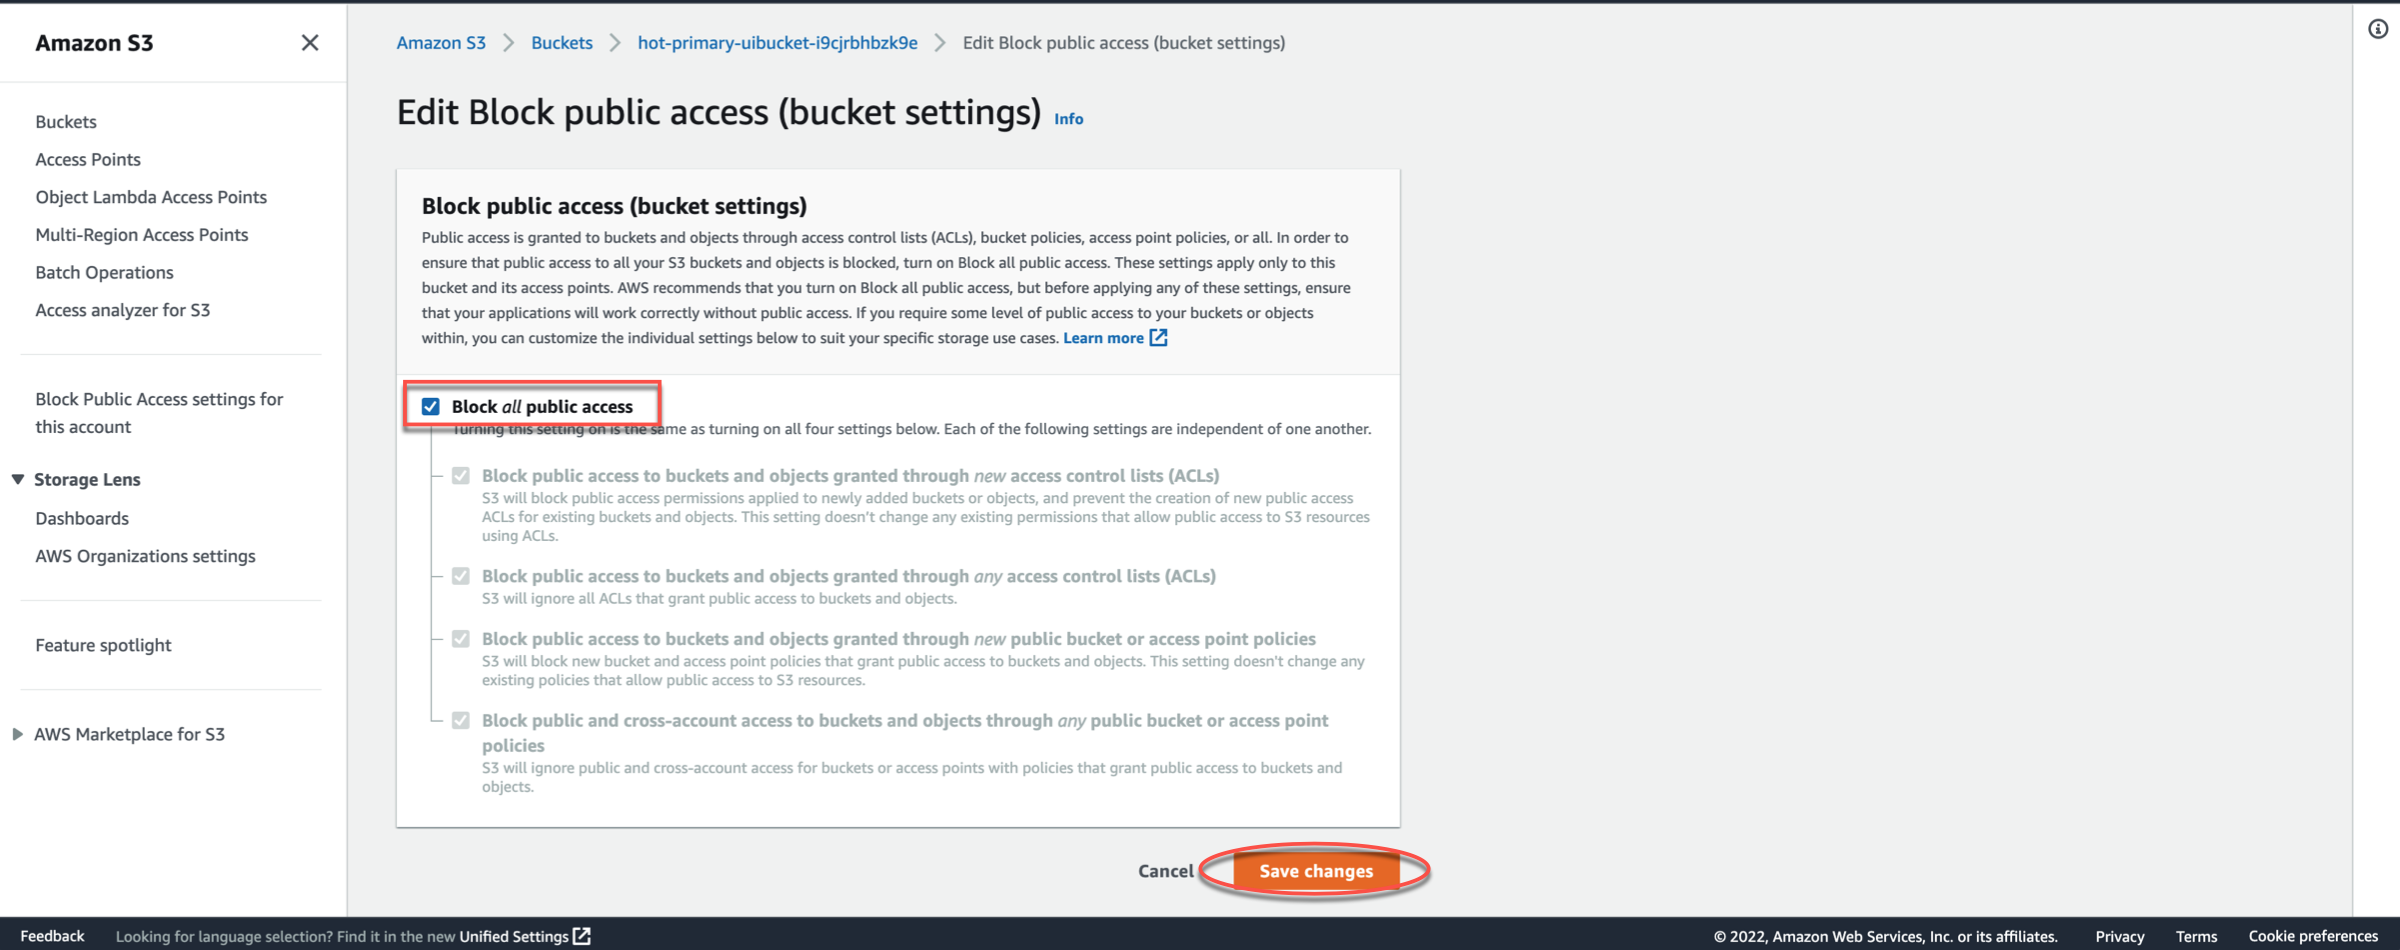 Amazon S3
Buckets
Access Points
Object Lambda Access Points
Multi-Region Access Points
Batch Operations
Access analyzer for S3
Block Public Access settings for
this account
Storage Lens
Dashboards
AWS Organizations settings
Feature spotlight
AWS Marketplace for S3
Amazon S3 > Buckets > hot-primary-uibucket-i9cjrbhbzk9e > Edit Block public access (bucket settings)
Edit Block public access (bucket settings) Info
Block public access (bucket settings)
Public access is granted to buckets and objects through access control lists (ACLs), bucket policies, access point policies, or all. In order to
ensure that public access to all your S3 buckets and objects is blocked, turn on Block all public access. These settings apply only to this
bucket and its access points. AWS recommends that you turn on Block all public access, but before applying any of these settings, ensure
that your applications will work correctly without public access. If you require some level of public access to your buckets or objects
within, you can customize the individual settings below to suit your specific storage use cases. Learn more
Block all public access
Turning this setting on is the same as turning on all four settings below. Each of the following settings are independent of one another.
Block public access to buckets and objects granted through new access control lists (ACLs)
S3 will block public access permissions applied to newly added buckets or objects, and prevent the creation of new public access
ACLs for existing buckets and objects. This setting doesn't change any existing permissions that allow public access to S3 resources
using ACLs.
Block public access to buckets and objects granted through any access control lists (ACLs)
S3 will ignore all ACLs that grant public access to buckets and objects.
Block public access to buckets and objects granted through new public bucket or access point policies
S3 will block new bucket and access point policies that grant public access to buckets and objects. This setting doesn't change any
existing policies that allow public access to S3 resources.
Block public and cross-account access to buckets and objects through any public bucket or access point
policies
S3 will ignore public and cross-account access for buckets or access points with policies that grant public access to buckets and
objects.
Cancel Save changes
Feedback Looking for language selection? Find it in the new Unified Settings © 2022, Amazon Web Services, Inc. or its affiliates. Privacy Terms Cookie preferences